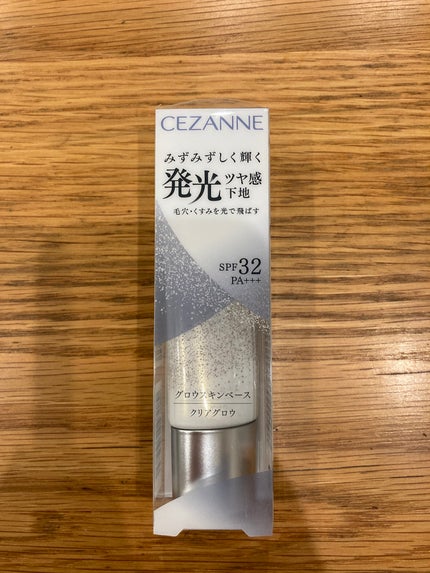 CEZANNE
みずみずしく輝く
発光ツヤ感
下地
毛穴・くすみを光で飛ばす
SPF32
PA+++
グロウスキンベース
クリアグロウ